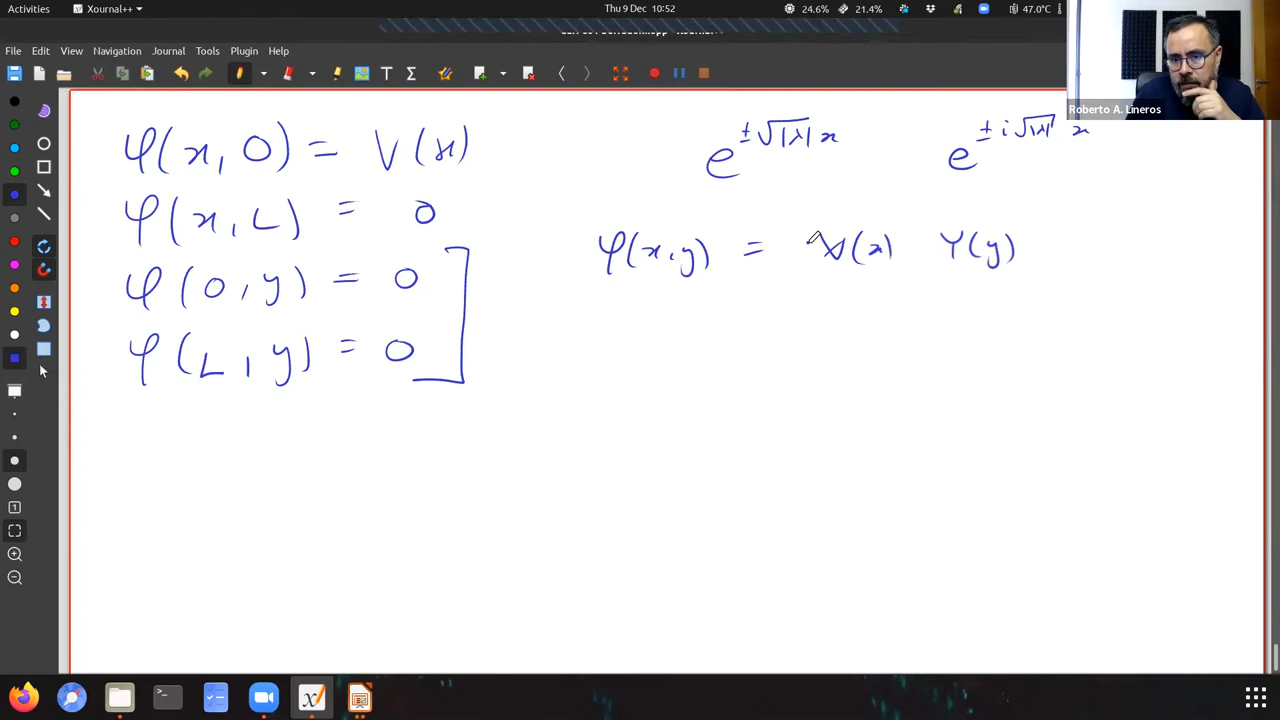 Activities Xournal++ Thu 9 Dec 10:52 24.6% 21.4% 47.0°C
File Edit View Navigation Journal Tools Plugin Help
Roberto A. Lineros
φ(x, 0) = V(x)
e^{±√|λ| x} e^{± i √|λ| x}
φ(x, L) = 0
φ(x,y) = X(x) Y(y)
φ(0, y) = 0
φ(L, y) = 0